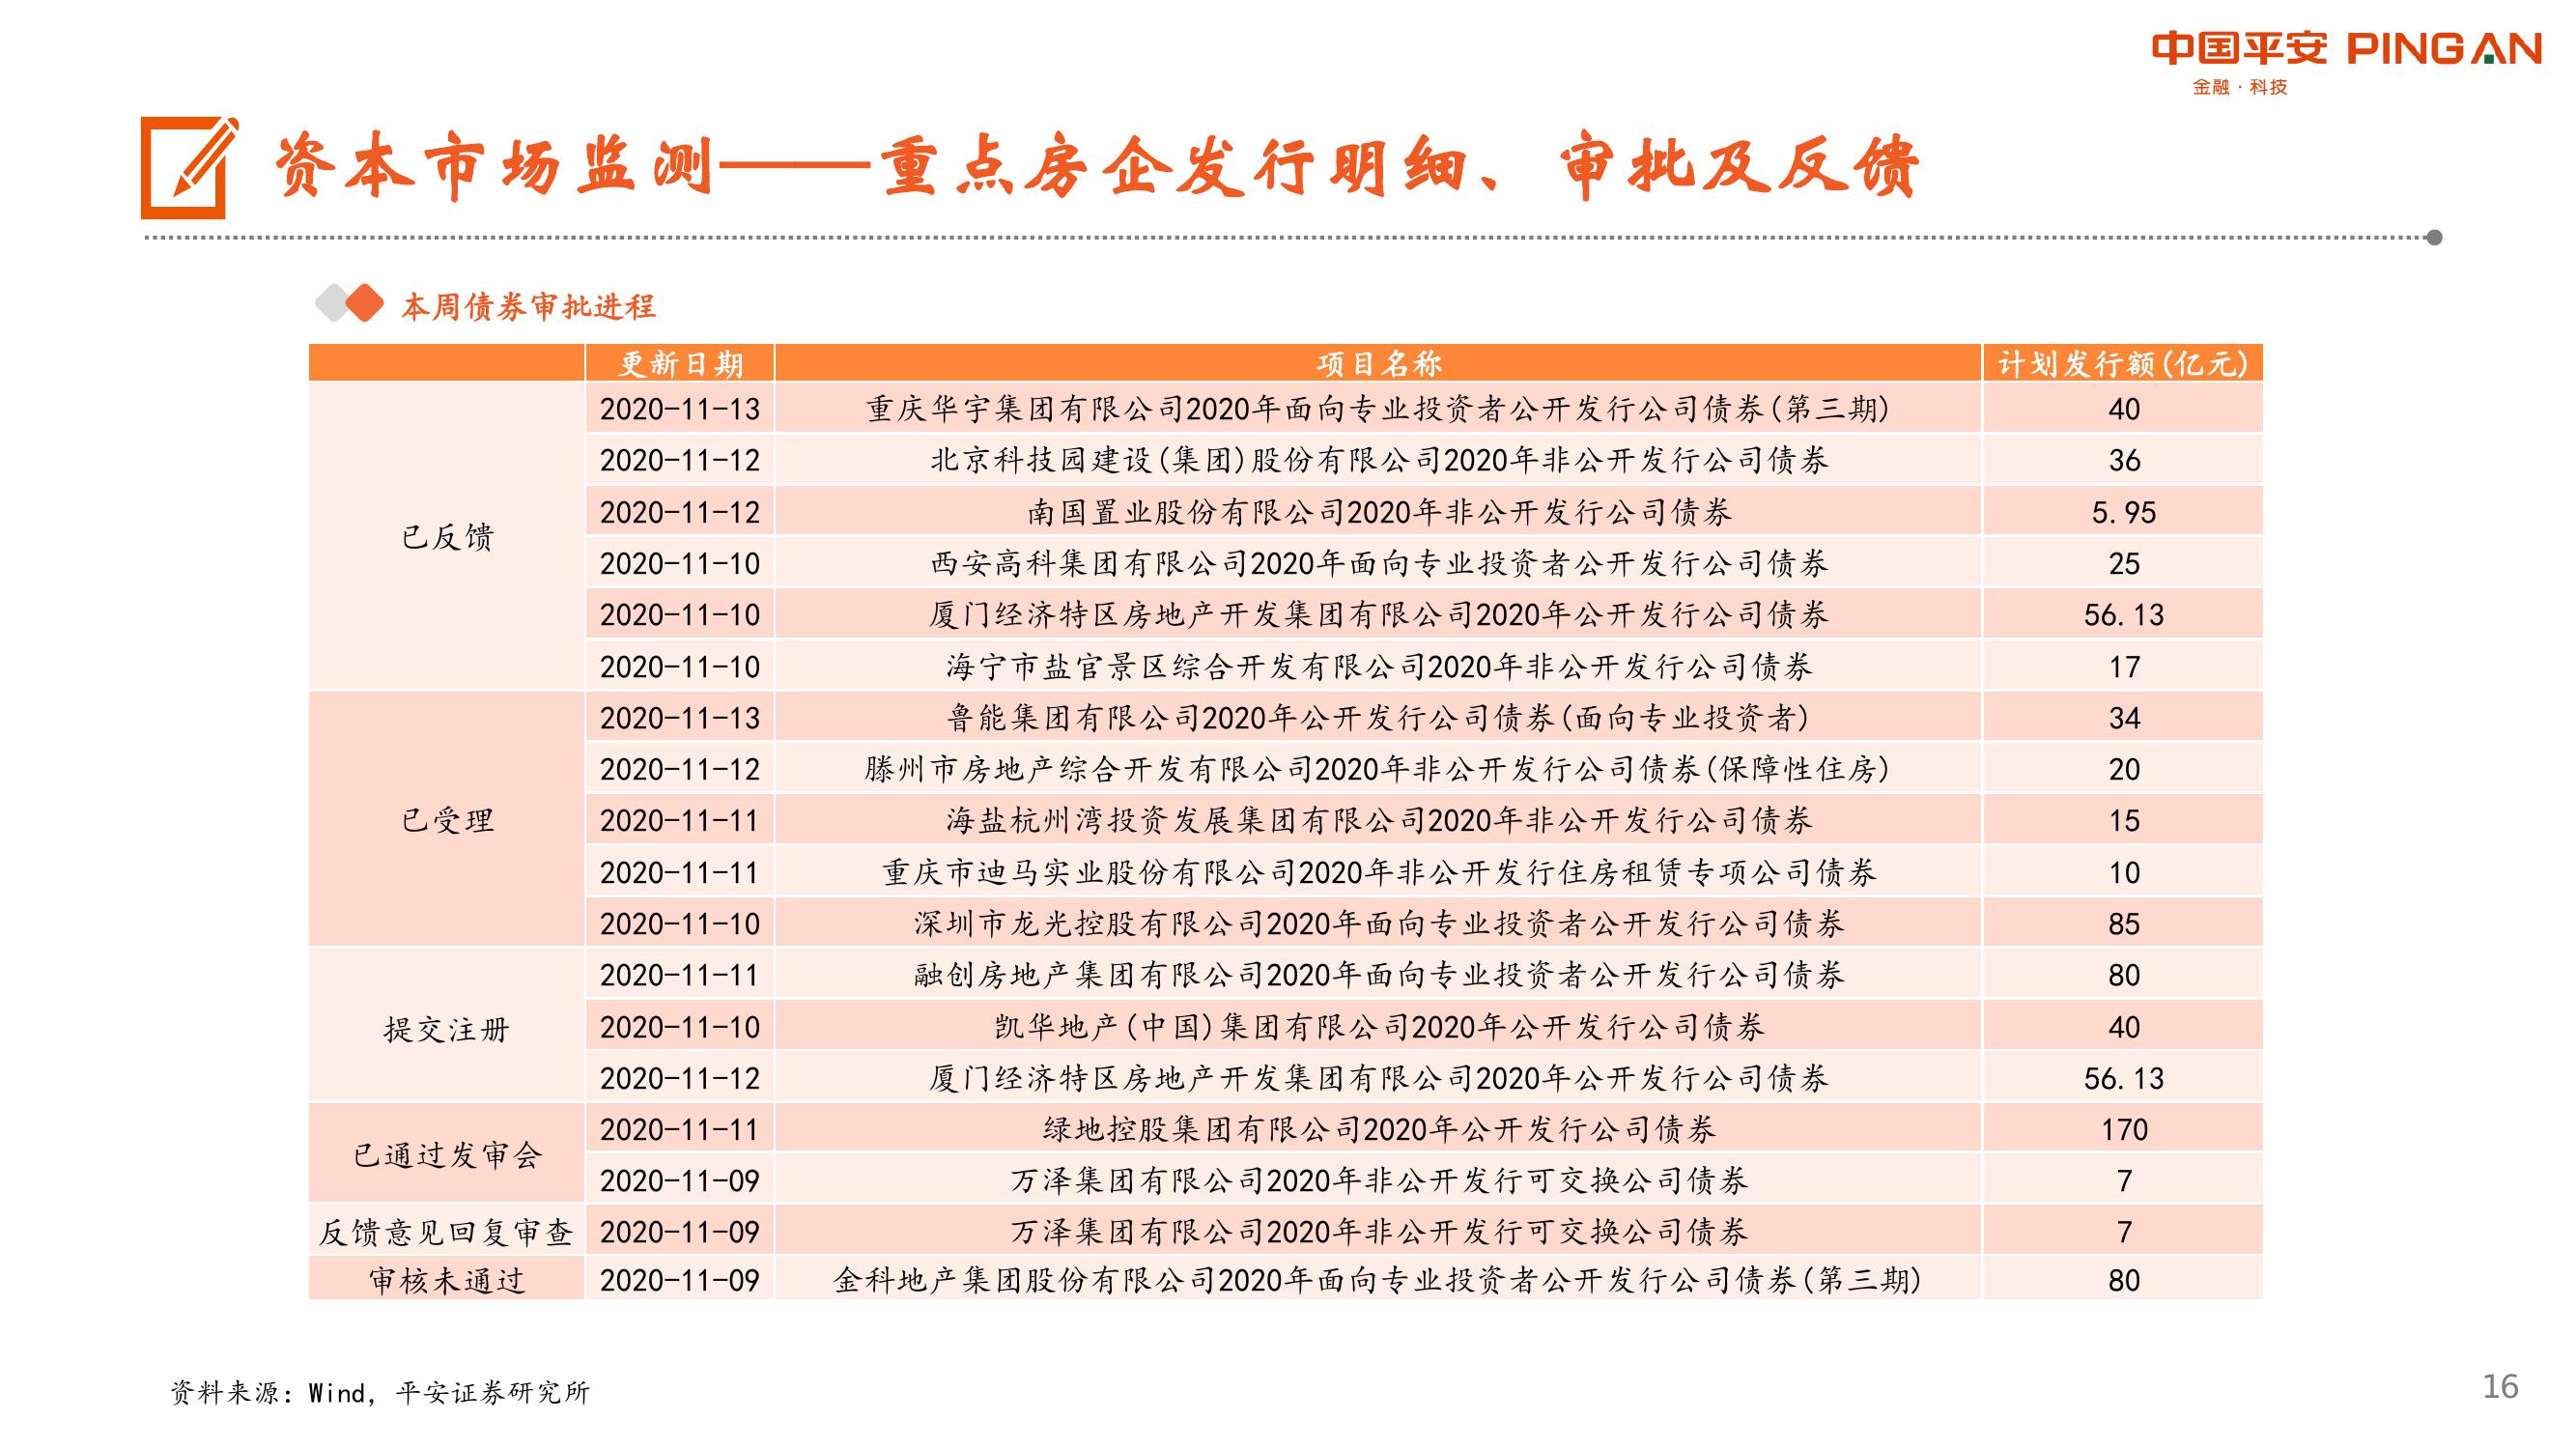 中国平安 PINGAN
金融·科技
资本市场监测——重点房企发行明细、审批及反馈
本周债券审批进程
更新日期 项目名称 计划发行额(亿元)
已反馈
2020-11-13 重庆华宇集团有限公司2020年面向专业投资者公开发行公司债券(第三期) 40
2020-11-12 北京科技园建设(集团)股份有限公司2020年非公开发行公司债券 36
2020-11-12 南国置业股份有限公司2020年非公开发行公司债券 5.95
2020-11-10 西安高科集团有限公司2020年面向专业投资者公开发行公司债券 25
2020-11-10 厦门经济特区房地产开发集团有限公司2020年公开发行公司债券 56.13
2020-11-10 海宁市盐官景区综合开发有限公司2020年非公开发行公司债券 17
已受理
2020-11-13 鲁能集团有限公司2020年公开发行公司债券(面向专业投资者) 34
2020-11-12 滕州市房地产综合开发有限公司2020年非公开发行公司债券(保障性住房) 20
2020-11-11 海盐杭州湾投资发展集团有限公司2020年非公开发行公司债券 15
2020-11-11 重庆市迪马实业股份有限公司2020年非公开发行住房租赁专项公司债券 10
2020-11-10 深圳市龙光控股有限公司2020年面向专业投资者公开发行公司债券 85
提交注册
2020-11-11 融创房地产集团有限公司2020年面向专业投资者公开发行公司债券 80
2020-11-10 凯华地产(中国)集团有限公司2020年公开发行公司债券 40
2020-11-12 厦门经济特区房地产开发集团有限公司2020年公开发行公司债券 56.13
已通过发审会
2020-11-11 绿地控股集团有限公司2020年公开发行公司债券 170
2020-11-09 万泽集团有限公司2020年非公开发行可交换公司债券 7
反馈意见回复审查 2020-11-09 万泽集团有限公司2020年非公开发行可交换公司债券 7
审核未通过 2020-11-09 金科地产集团股份有限公司2020年面向专业投资者公开发行公司债券(第三期) 80
资料来源：Wind，平安证券研究所
16